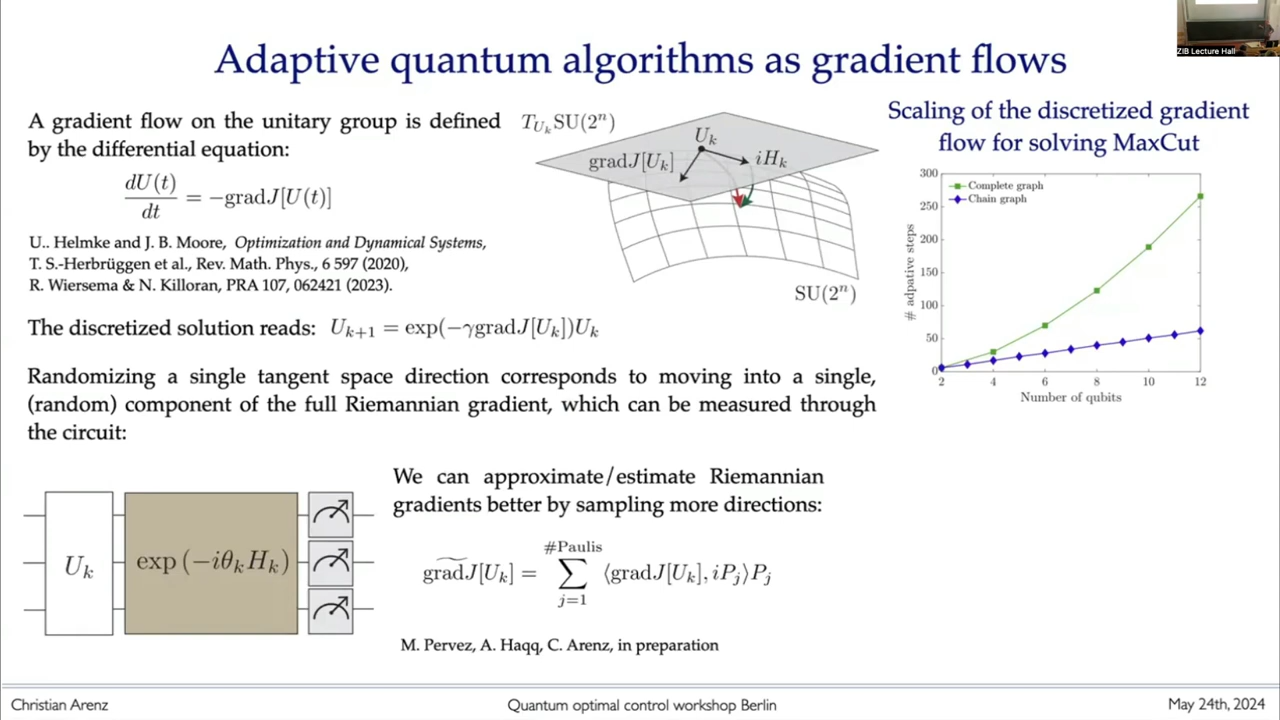 ZIB Lecture Hall
Adaptive quantum algorithms as gradient flows
A gradient flow on the unitary group is defined
by the differential equation:
dU(t)/dt = −gradJ[U(t)]
U.. Helmke and J. B. Moore, Optimization and Dynamical Systems,
T. S.-Herbrüggen et al., Rev. Math. Phys., 6 597 (2020),
R. Wiersema & N. Killoran, PRA 107, 062421 (2023).
T_{U_k}SU(2^n)
U_k
gradJ[U_k]
iH_k
SU(2^n)
The discretized solution reads: U_{k+1} = exp(−γgradJ[U_k])U_k
Randomizing a single tangent space direction corresponds to moving into a single,
(random) component of the full Riemannian gradient, which can be measured through
the circuit:
U_k
exp(−iθ_kH_k)
We can approximate/estimate Riemannian
gradients better by sampling more directions:
\widetilde{grad}J[U_k] = \sum_{j=1}^{#Paulis} ⟨gradJ[U_k], iP_j⟩P_j
M. Pervez, A. Haqq, C. Arenz, in preparation
Scaling of the discretized gradient
flow for solving MaxCut
Complete graph
Chain graph
# adpative steps
300
250
200
150
100
50
0
2 4 6 8 10 12
Number of qubits
Christian Arenz
Quantum optimal control workshop Berlin
May 24th, 2024